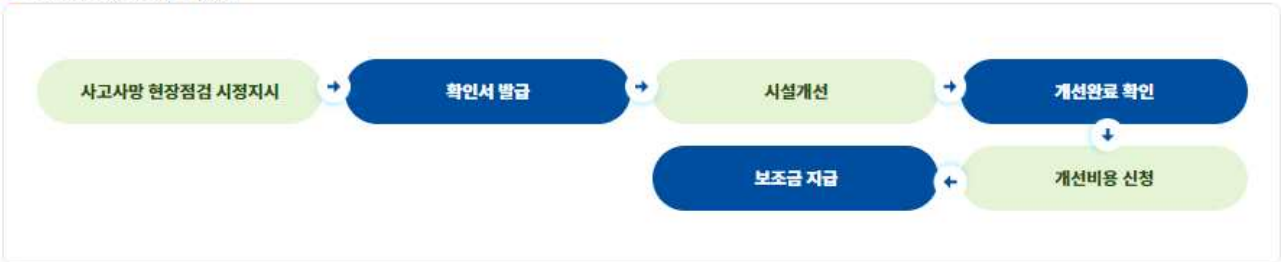 사고사망 현장점검 시정지시
확인서 발급
시설개선
개선완료 확인
개선비용 신청
보조금 지급